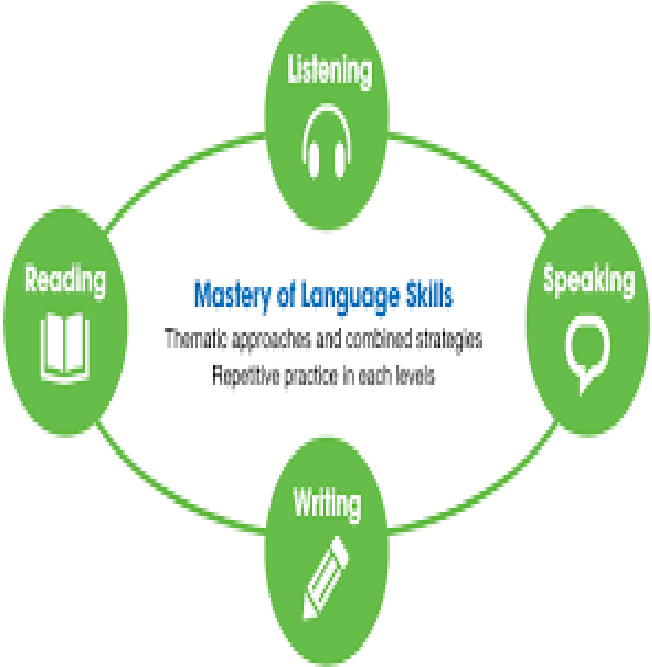 Listening
Reading
Speaking
Mastery of Language Skills
Thematic approaches and combined strategies
Repetitive practice in each levels
Writing